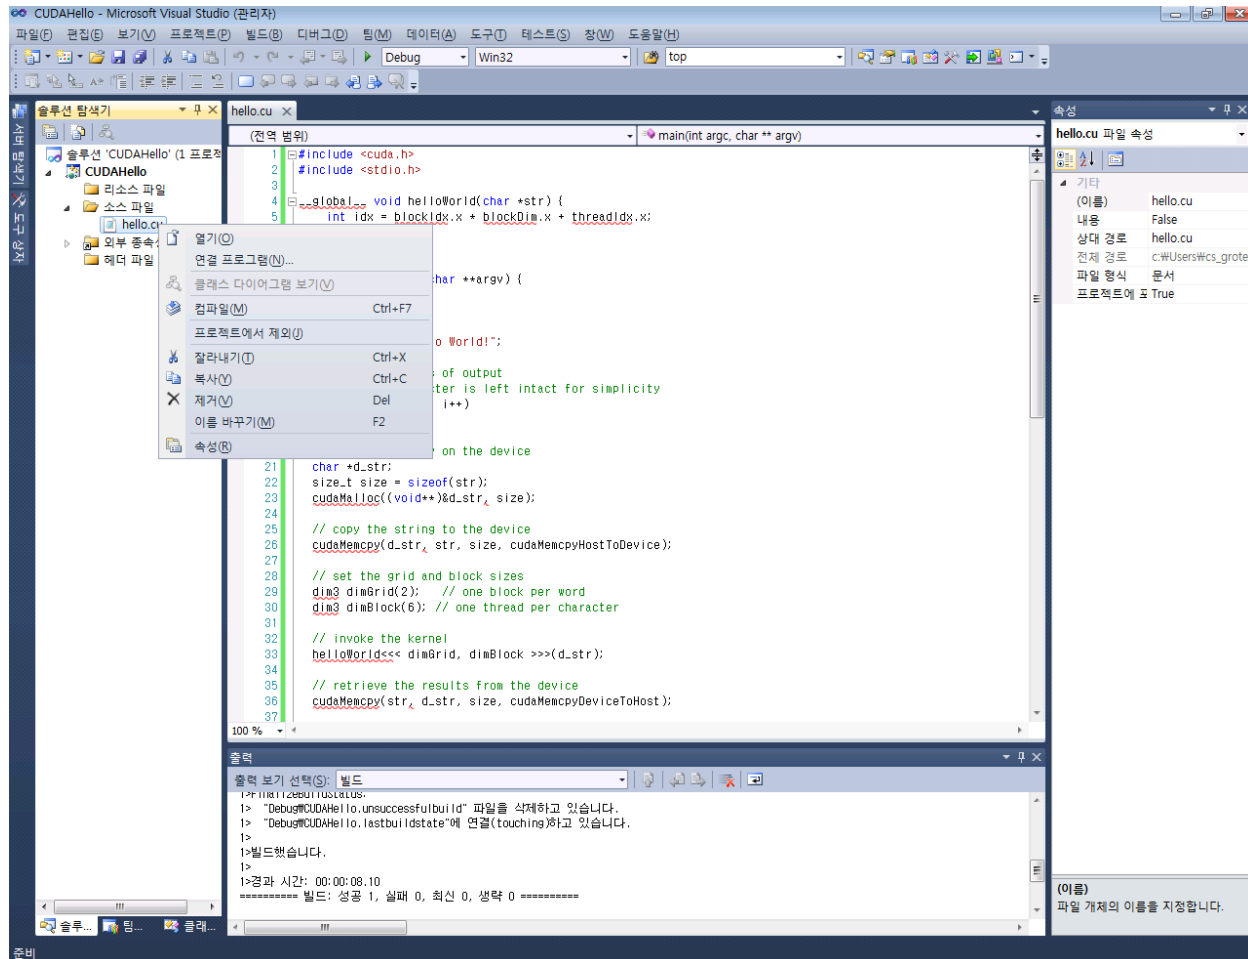 CUDAHello - Microsoft Visual Studio (관리자)
파일(F) 편집(E) 보기(V) 프로젝트(P) 빌드(B) 디버그(D) 팀(M) 데이터(A) 도구(T) 테스트(S) 창(W) 도움말(H)
Debug Win32 top
서버 탐색기
도구 상자
솔루션 탐색기
솔루션 'CUDAHello' (1 프로젝
CUDAHello
리소스 파일
소스 파일
hello.cu
외부 종속성
헤더 파일
열기(O)
연결 프로그램(N)...
클래스 다이어그램 보기(V)
컴파일(M) Ctrl+F7
프로젝트에서 제외(J)
잘라내기(T) Ctrl+X
복사(Y) Ctrl+C
제거(V) Del
이름 바꾸기(M) F2
속성(R)
hello.cu
(전역 범위) main(int argc, char ** argv)
1 #include <cuda.h>
2 #include <stdio.h>
3
4 __global__ void helloWorld(char *str) {
5 int idx = blockIdx.x * blockDim.x + threadIdx.x;
char **argv) {
o World!";
s of output
ter is left intact for simplicity
i++)
on the device
21 char *d_str;
22 size_t size = sizeof(str);
23 cudaMalloc((void**)&d_str, size);
24
25 // copy the string to the device
26 cudaMemcpy(d_str, str, size, cudaMemcpyHostToDevice);
27
28 // set the grid and block sizes
29 dim3 dimGrid(2); // one block per word
30 dim3 dimBlock(6); // one thread per character
31
32 // invoke the kernel
33 helloWorld<<< dimGrid, dimBlock >>>(d_str);
34
35 // retrieve the results from the device
36 cudaMemcpy(str, d_str, size, cudaMemcpyDeviceToHost);
37
100 %
출력
출력 보기 선택(S): 빌드
1>FinalizeBuildStatus:
1> "Debug₩CUDAHello.unsuccessfulbuild" 파일을 삭제하고 있습니다.
1> "Debug₩CUDAHello.lastbuildstate"에 연결(touching)하고 있습니다.
1>
1>빌드했습니다.
1>
1>경과 시간: 00:00:08.10
========== 빌드: 성공 1, 실패 0, 최신 0, 생략 0 ==========
속성
hello.cu 파일 속성
기타
(이름) hello.cu
내용 False
상대 경로 hello.cu
전체 경로 c:₩Users₩cs_grote
파일 형식 문서
프로젝트에 포 True
(이름)
파일 개체의 이름을 지정합니다.
솔루... 팀... 클래...
준비